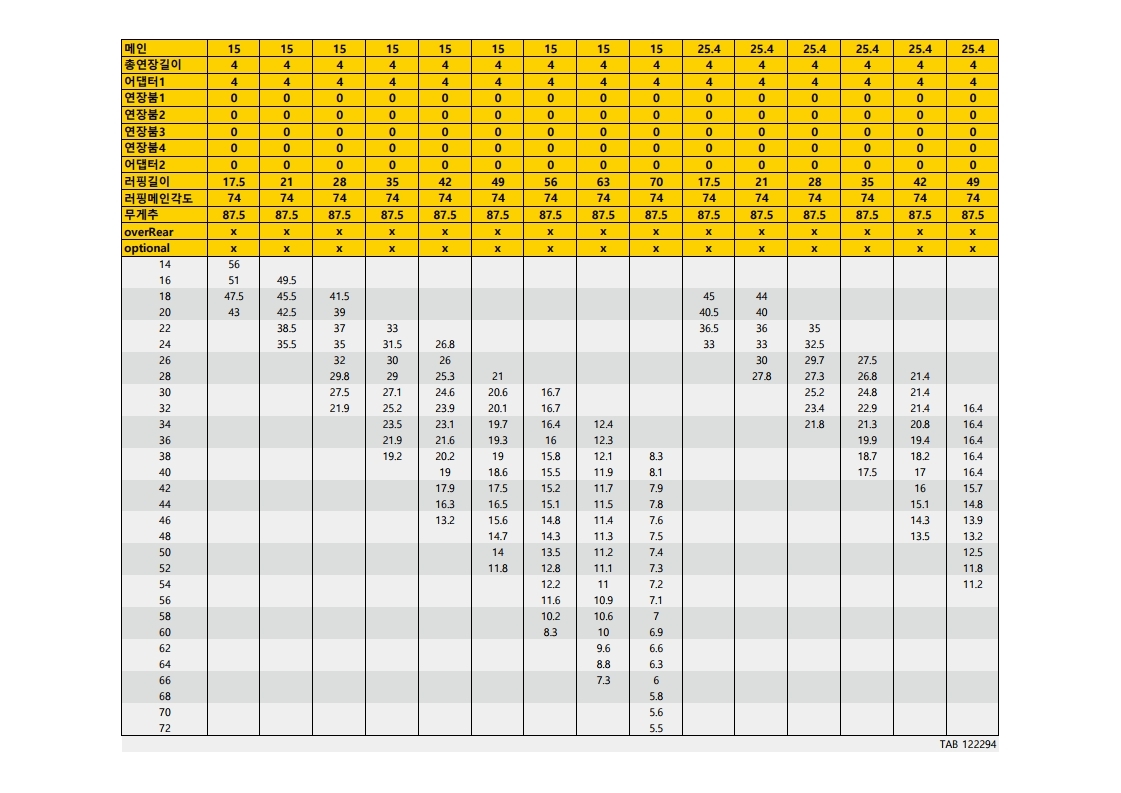 메인 15 15 15 15 15 15 15 15 15 25.4 25.4 25.4 25.4 25.4 25.4
총연장길이 4 4 4 4 4 4 4 4 4 4 4 4 4 4 4
어댑터1 4 4 4 4 4 4 4 4 4 4 4 4 4 4 4
연장붐1 0 0 0 0 0 0 0 0 0 0 0 0 0 0 0
연장붐2 0 0 0 0 0 0 0 0 0 0 0 0 0 0 0
연장붐3 0 0 0 0 0 0 0 0 0 0 0 0 0 0 0
연장붐4 0 0 0 0 0 0 0 0 0 0 0 0 0 0 0
어댑터2 0 0 0 0 0 0 0 0 0 0 0 0 0 0 0
러핑길이 17.5 21 28 35 42 49 56 63 70 17.5 21 28 35 42 49
러핑메인각도 74 74 74 74 74 74 74 74 74 74 74 74 74 74 74
무게추 87.5 87.5 87.5 87.5 87.5 87.5 87.5 87.5 87.5 87.5 87.5 87.5 87.5 87.5 87.5
overRear x x x x x x x x x x x x x x x
optional x x x x x x x x x x x x x x x
14 56
16 51 49.5
18 47.5 45.5 41.5 45 44
20 43 42.5 39 40.5 40
22 38.5 37 33 36.5 36 35
24 35.5 35 31.5 26.8 33 33 32.5
26 32 30 26 30 29.7 27.5
28 29.8 29 25.3 21 27.8 27.3 26.8 21.4
30 27.5 27.1 24.6 20.6 16.7 25.2 24.8 21.4
32 21.9 25.2 23.9 20.1 16.7 23.4 22.9 21.4 16.4
34 23.5 23.1 19.7 16.4 12.4 21.8 21.3 20.8 16.4
36 21.9 21.6 19.3 16 12.3 19.9 19.4 16.4
38 19.2 20.2 19 15.8 12.1 8.3 18.7 18.2 16.4
40 19 18.6 15.5 11.9 8.1 17.5 17 16.4
42 17.9 17.5 15.2 11.7 7.9 16 15.7
44 16.3 16.5 15.1 11.5 7.8 15.1 14.8
46 13.2 15.6 14.8 11.4 7.6 14.3 13.9
48 14.7 14.3 11.3 7.5 13.5 13.2
50 14 13.5 11.2 7.4 12.5
52 11.8 12.8 11.1 7.3 11.8
54 12.2 11 7.2 11.2
56 11.6 10.9 7.1
58 10.2 10.6 7
60 8.3 10 6.9
62 9.6 6.6
64 8.8 6.3
66 7.3 6
68 5.8
70 5.6
72 5.5
TAB 122294